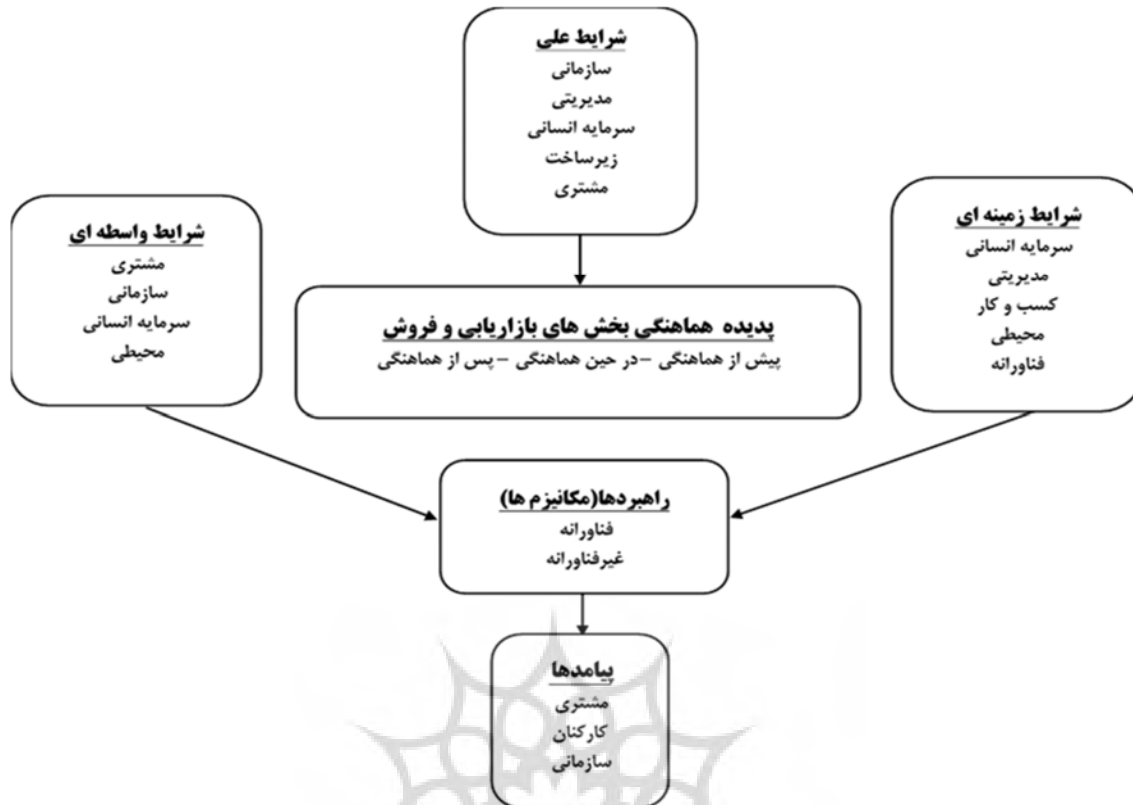 شرایط علی
سازمانی
مدیریتی
سرمایه انسانی
زیرساخت
مشتری
شرایط زمینه ای
سرمایه انسانی
مدیریتی
کسب و کار
محیطی
فناورانه
شرایط واسطه ای
مشتری
سازمانی
سرمایه انسانی
محیطی
پدیده هماهنگی بخش های بازاریابی و فروش
پیش از هماهنگی – در حین هماهنگی – پس از هماهنگی
راهبردها(مکانیزم ها)
فناورانه
غیرفناورانه
پیامدها
مشتری
کارکنان
سازمانی